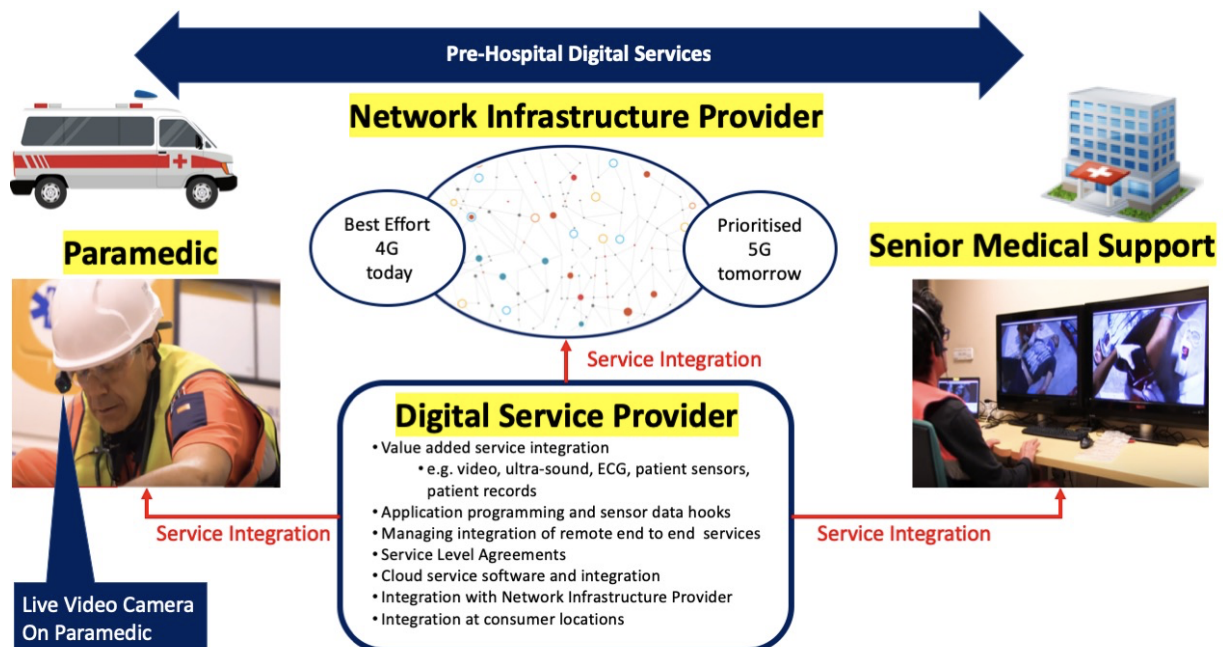 Pre-Hospital Digital Services
Network Infrastructure Provider
Best Effort
4G
today
Prioritised
5G
tomorrow
Paramedic
Senior Medical Support
Service Integration
Digital Service Provider
• Value added service integration
• e.g. video, ultra-sound, ECG, patient sensors,
patient records
• Application programming and sensor data hooks
• Managing integration of remote end to end services
• Service Level Agreements
• Cloud service software and integration
• Integration with Network Infrastructure Provider
• Integration at consumer locations
Service Integration
Service Integration
Live Video Camera
On Paramedic